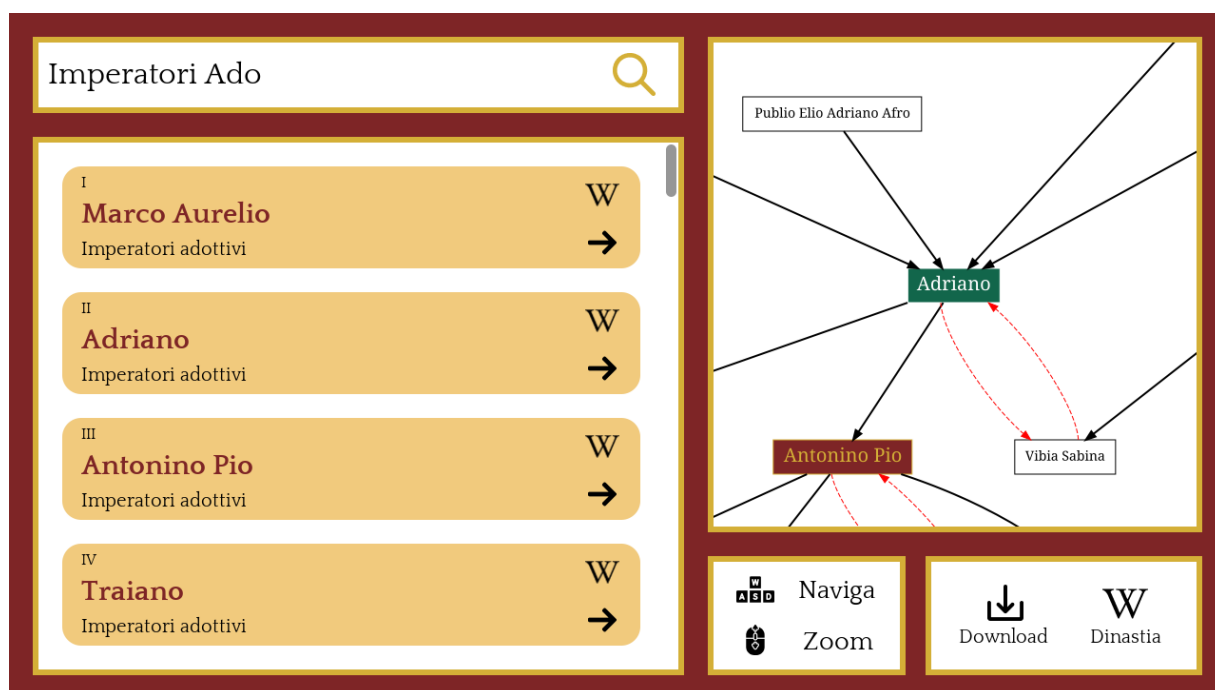 Imperatori Ado
I
Marco Aurelio
Imperatori adottivi
W
II
Adriano
Imperatori adottivi
W
III
Antonino Pio
Imperatori adottivi
W
IV
Traiano
Imperatori adottivi
W
Publio Elio Adriano Afro
Adriano
Antonino Pio
Vibia Sabina
W
A S D
Naviga
Zoom
Download
W
Dinastia